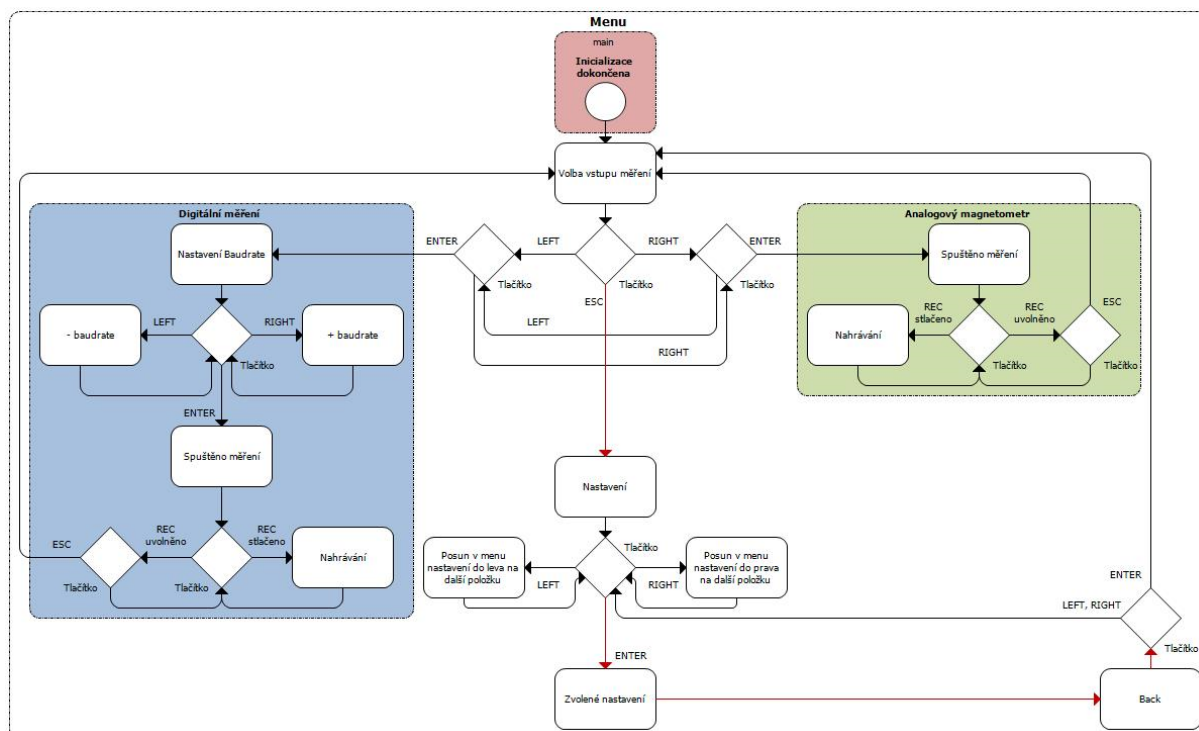 Menu
main
Inicializace
dokončena
Volba vstupu měření
Digitální měření
Nastavení Baudrate
LEFT
RIGHT
Tlačítko
- baudrate
+ baudrate
ENTER
Spuštěno měření
ESC
REC
uvolněno
REC
stlačeno
Nahrávání
Tlačítko
Tlačítko
ENTER
LEFT
RIGHT
ENTER
Tlačítko
Tlačítko
Tlačítko
ESC
LEFT
RIGHT
Analogový magnetometr
Spuštěno měření
REC
stlačeno
REC
uvolněno
ESC
Nahrávání
Tlačítko
Tlačítko
Nastavení
Tlačítko
Posun v menu
nastavení do leva na
další položku
Posun v menu
nastavení do prava
na další položku
LEFT
RIGHT
ENTER
LEFT, RIGHT
ENTER
Tlačítko
Zvolené nastavení
Back